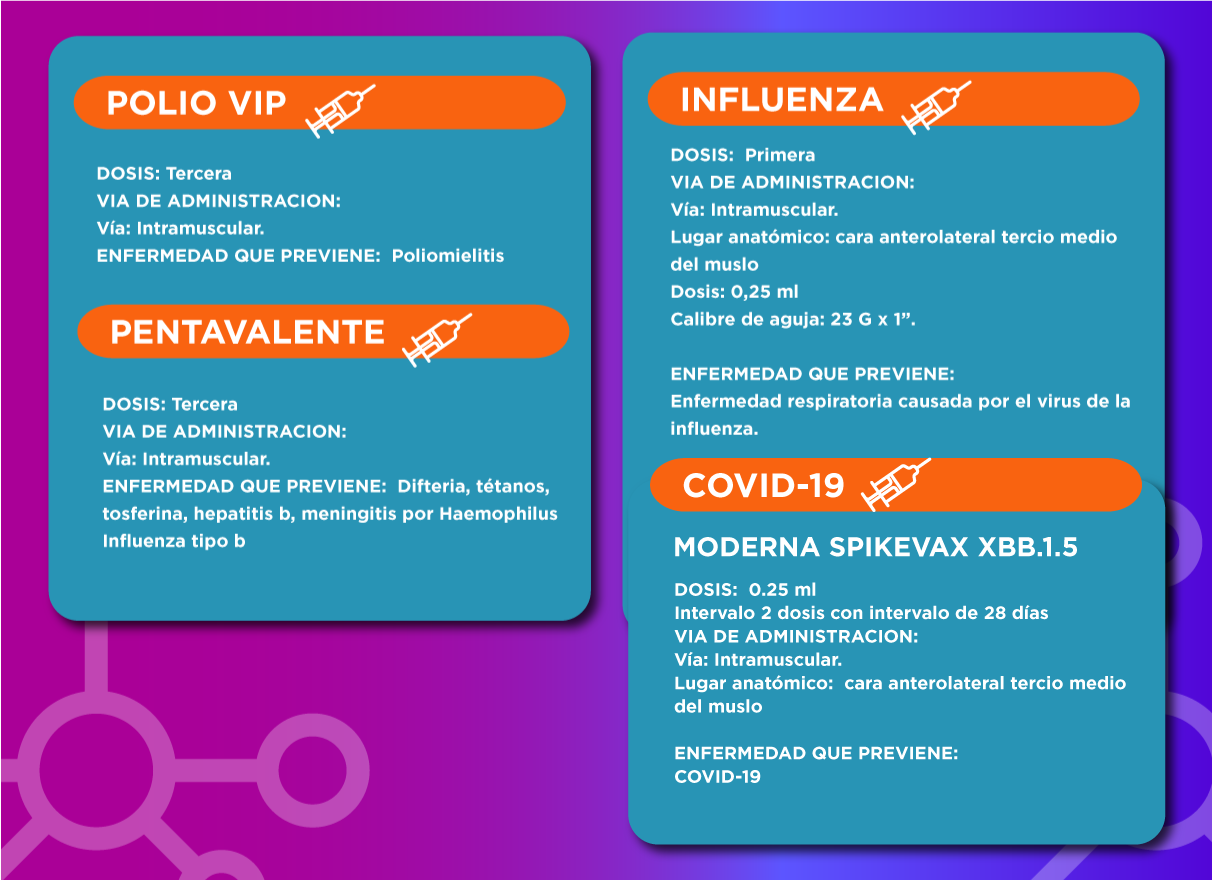 POLIO VIP
DOSIS: Tercera
VIA DE ADMINISTRACION:
Vía: Intramuscular.
ENFERMEDAD QUE PREVIENE: Poliomielitis
PENTAVALENTE
DOSIS: Tercera
VIA DE ADMINISTRACION:
Vía: Intramuscular.
ENFERMEDAD QUE PREVIENE: Difteria, tétanos,
tosferina, hepatitis b, meningitis por Haemophilus
Influenza tipo b
INFLUENZA
DOSIS: Primera
VIA DE ADMINISTRACION:
Vía: Intramuscular.
Lugar anatómico: cara anterolateral tercio medio
del muslo
Dosis: 0,25 ml
Calibre de aguja: 23 G x 1”.
ENFERMEDAD QUE PREVIENE:
Enfermedad respiratoria causada por el virus de la
influenza.
COVID-19
MODERNA SPIKEVAX XBB.1.5
DOSIS: 0.25 ml
Intervalo 2 dosis con intervalo de 28 días
VIA DE ADMINISTRACION:
Vía: Intramuscular.
Lugar anatómico: cara anterolateral tercio medio
del muslo
ENFERMEDAD QUE PREVIENE:
COVID-19